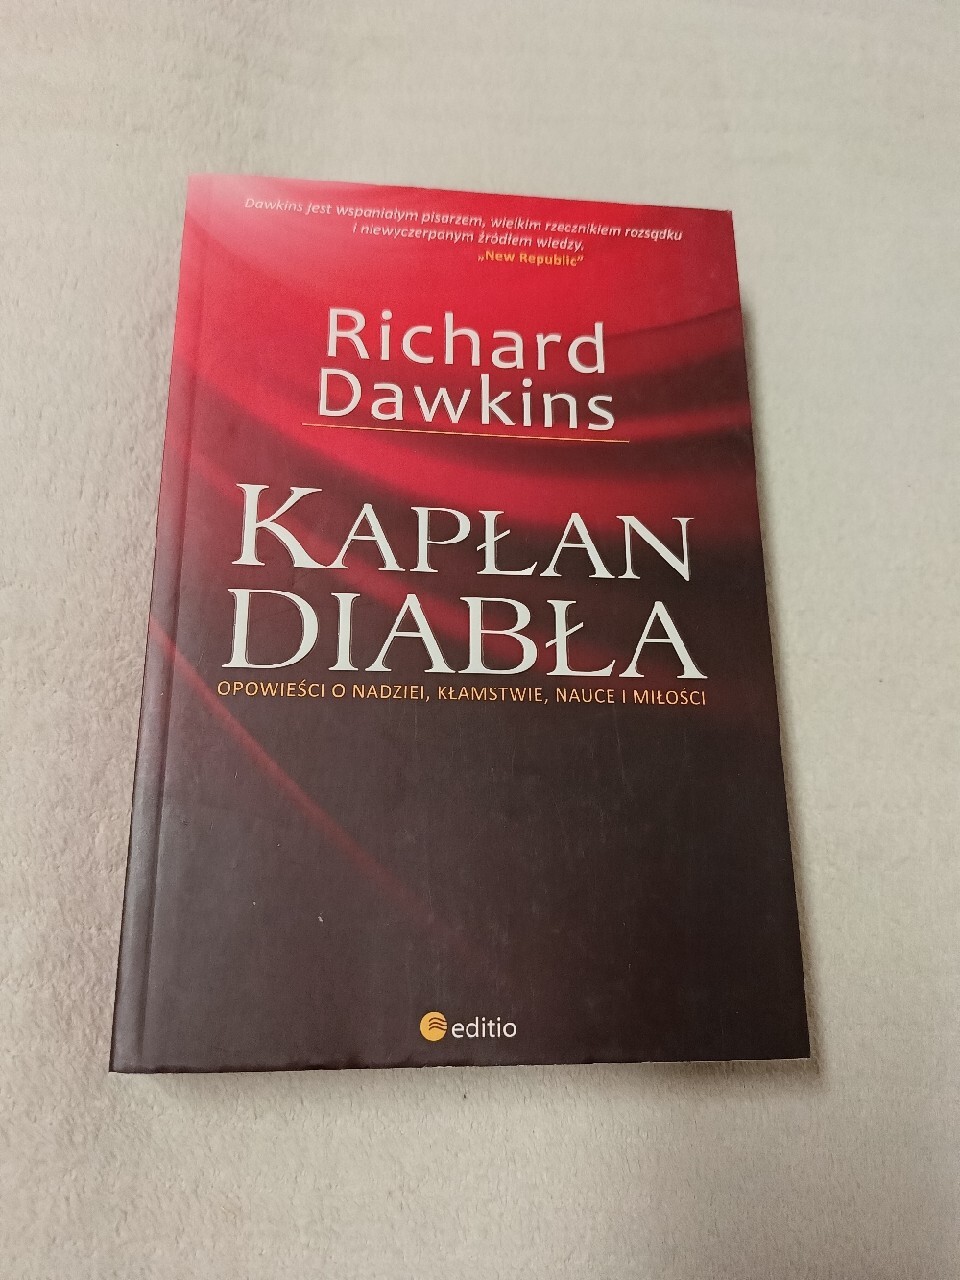 Dawkins jest wspaniałym pisarzem, wielkim rzecznikiem rozsądku
i niewyczerpanym źródłem wiedzy.
„New Republic”
Richard
Dawkins
KAPŁAN
DIABŁA
OPOWIEŚCI O NADZIEI, KŁAMSTWIE, NAUCE I MIŁOŚCI
editio